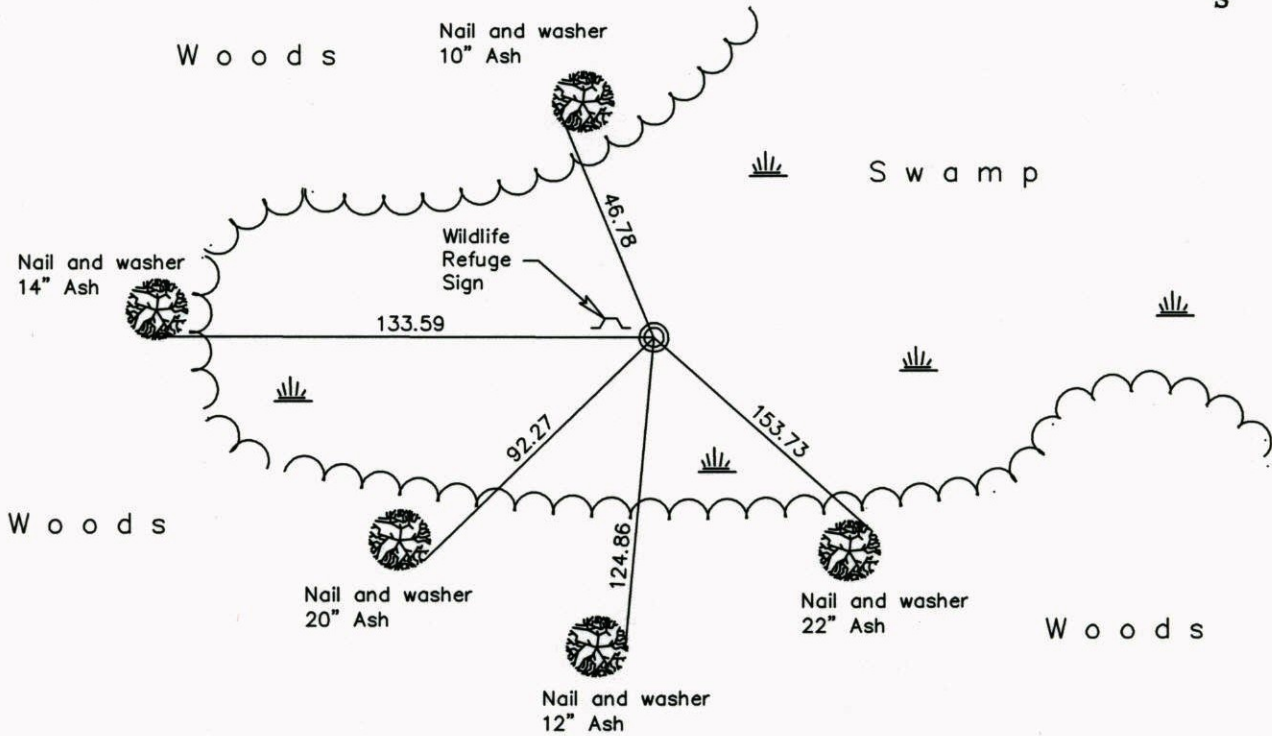 S
Nail and washer
10” Ash
Woods
Swamp
46.78
Wildlife
Refuge
Sign
Nail and washer
14” Ash
133.59
92.27
153.73
124.86
Woods
Nail and washer
20” Ash
Nail and washer
22” Ash
Woods
Nail and washer
12” Ash